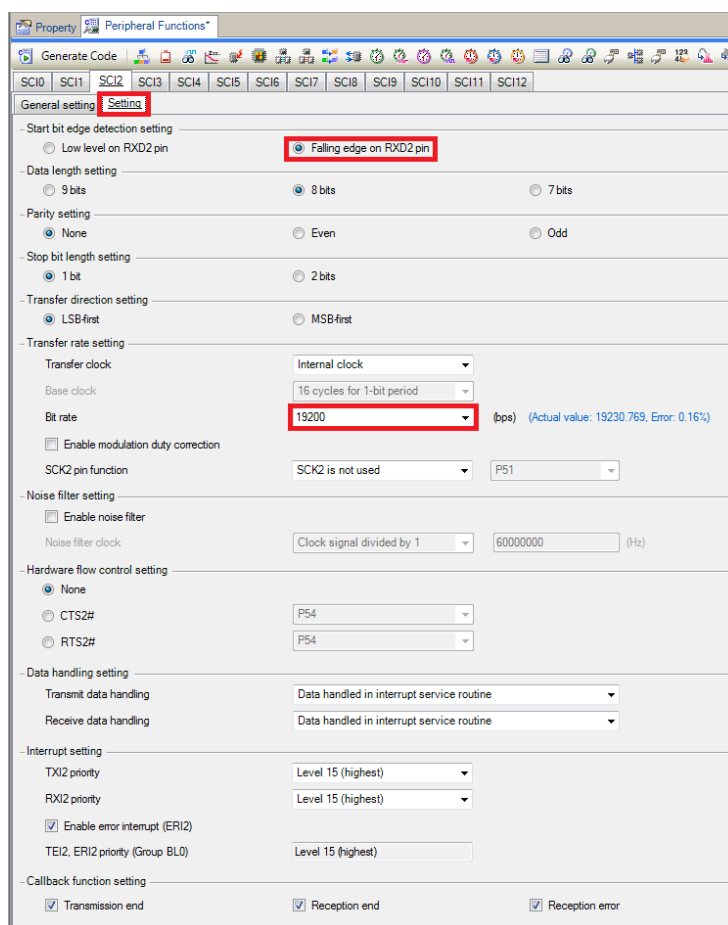 Property Peripheral Functions*
Generate Code
SCI0 SCI1 SCI2 SCI3 SCI4 SCI5 SCI6 SCI7 SCI8 SCI9 SCI10 SCI11 SCI12
General setting Setting
Start bit edge detection setting
Low level on RXD2 pin Falling edge on RXD2 pin
Data length setting
9 bits 8 bits 7 bits
Parity setting
None Even Odd
Stop bit length setting
1 bit 2 bits
Transfer direction setting
LSB-first MSB-first
Transfer rate setting
Transfer clock Internal clock
Base clock 16 cycles for 1-bit period
Bit rate 19200 (bps) (Actual value: 19230.769, Error: 0.16%)
Enable modulation duty correction
SCK2 pin function SCK2 is not used P51
Noise filter setting
Enable noise filter
Noise filter clock Clock signal divided by 1 60000000 (Hz)
Hardware flow control setting
None
CTS2# P54
RTS2# P54
Data handling setting
Transmit data handling Data handled in interrupt service routine
Receive data handling Data handled in interrupt service routine
Interrupt setting
TXI2 priority Level 15 (highest)
RXI2 priority Level 15 (highest)
Enable error interrupt (ERI2)
TEI2, ERI2 priority (Group BL0) Level 15 (highest)
Callback function setting
Transmission end Reception end Reception error